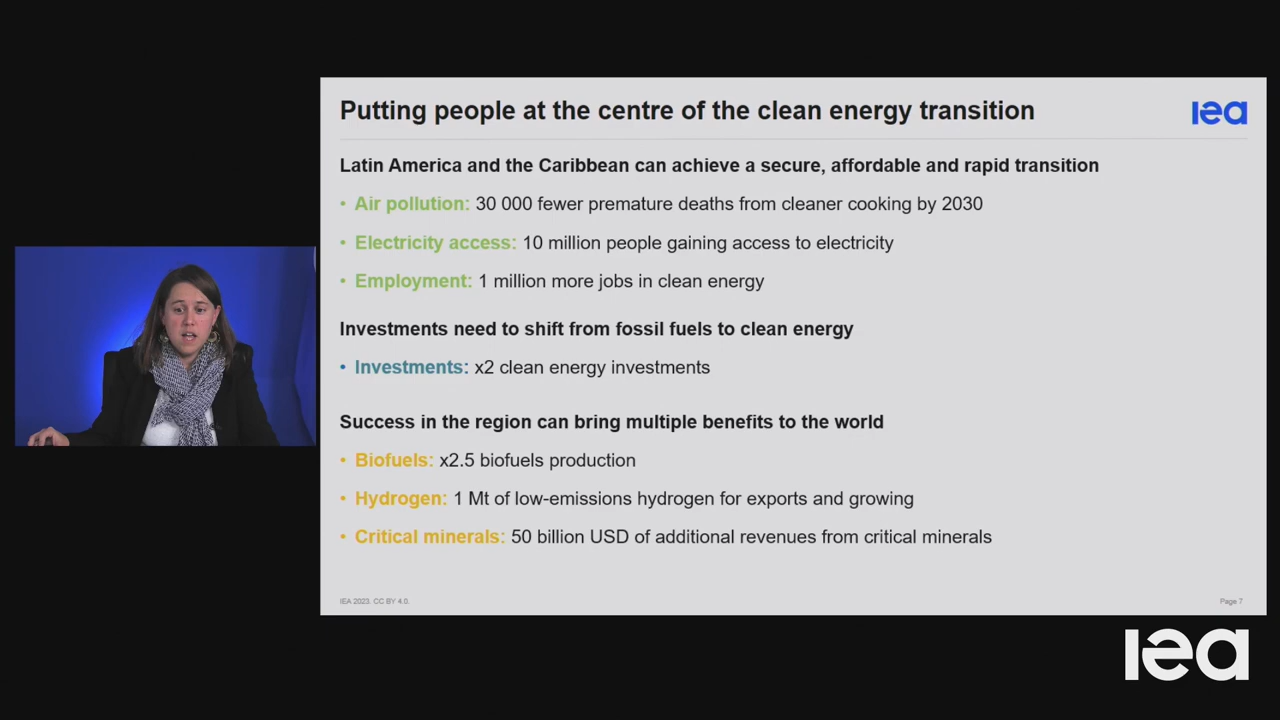 Putting people at the centre of the clean energy transition
iea
Latin America and the Caribbean can achieve a secure, affordable and rapid transition
• Air pollution: 30 000 fewer premature deaths from cleaner cooking by 2030
• Electricity access: 10 million people gaining access to electricity
• Employment: 1 million more jobs in clean energy
Investments need to shift from fossil fuels to clean energy
• Investments: x2 clean energy investments
Success in the region can bring multiple benefits to the world
• Biofuels: x2.5 biofuels production
• Hydrogen: 1 Mt of low-emissions hydrogen for exports and growing
• Critical minerals: 50 billion USD of additional revenues from critical minerals
IEA 2023. CC BY 4.0.
Page 7
iea